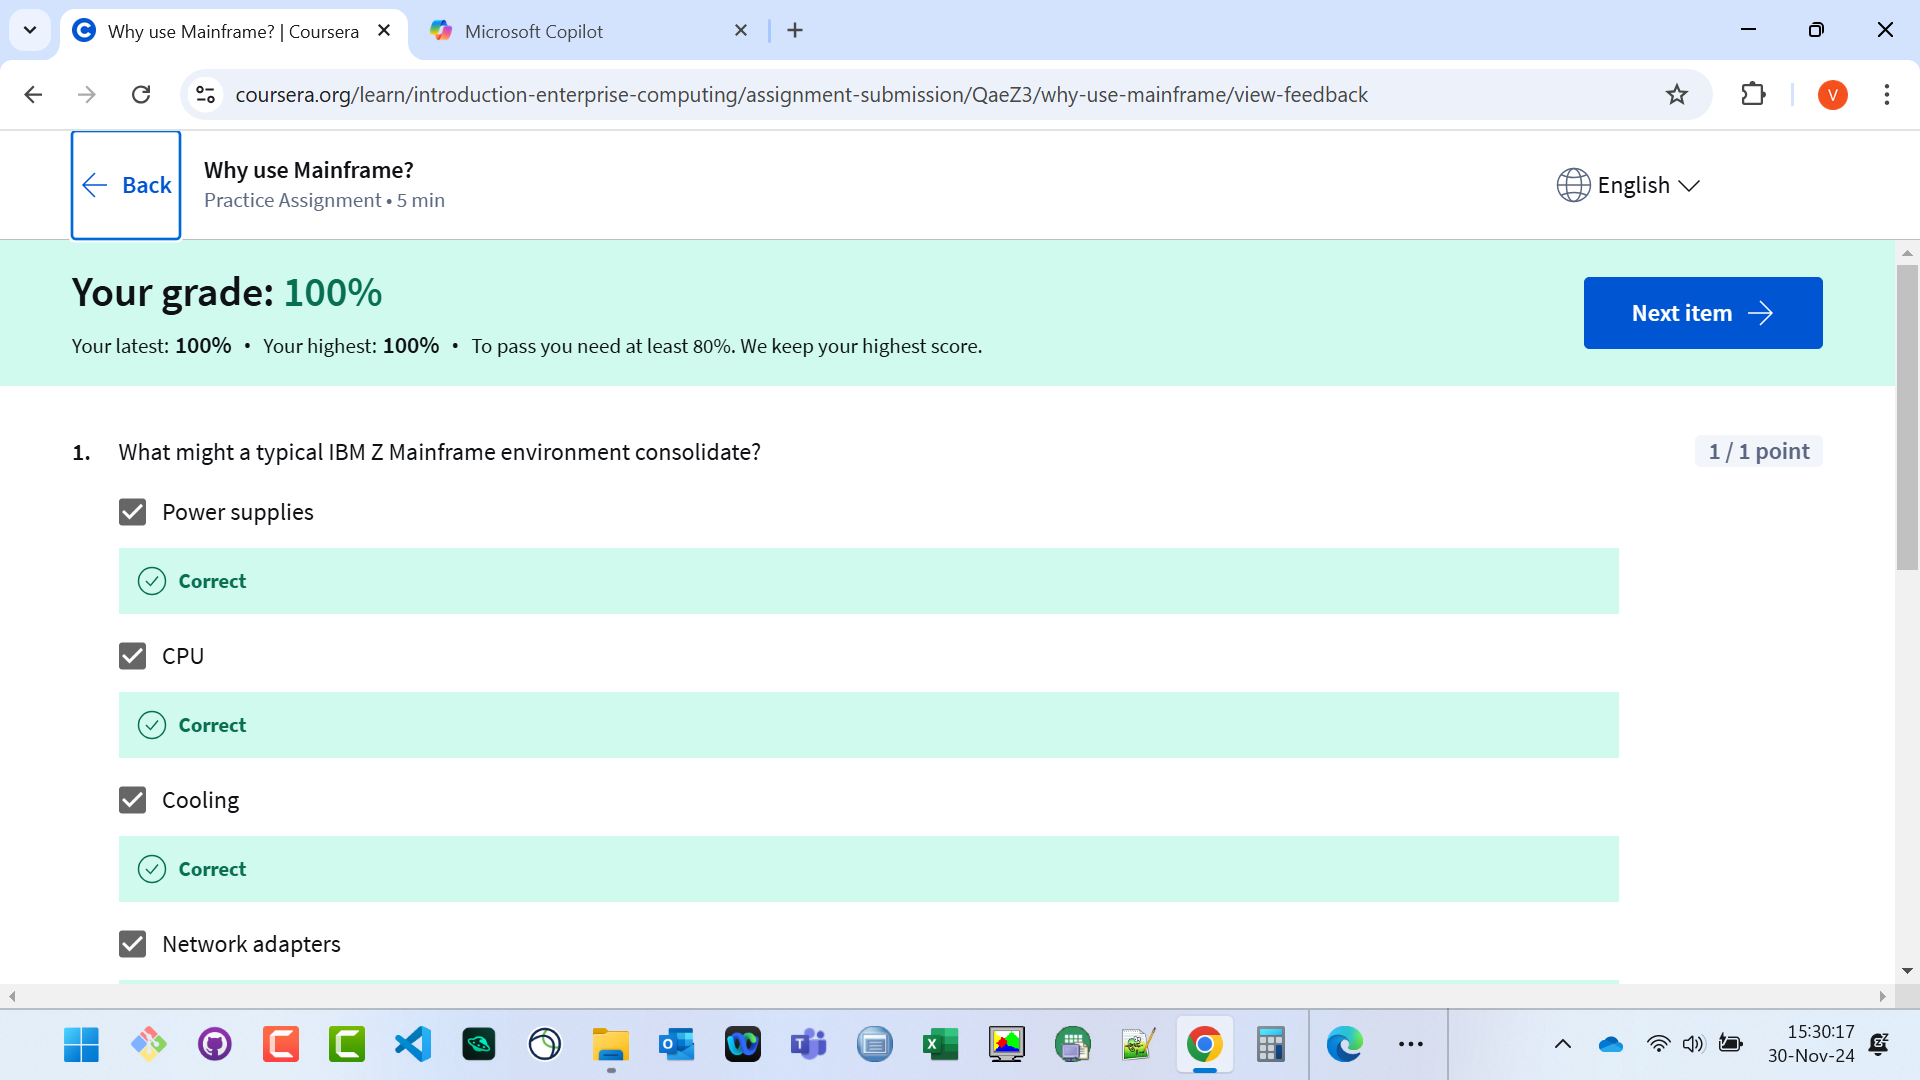 Why use Mainframe? | Coursera
Microsoft Copilot
coursera.org/learn/introduction-enterprise-computing/assignment-submission/QaeZ3/why-use-mainframe/view-feedback
V
Back
Why use Mainframe?
Practice Assignment • 5 min
English
Your grade: 100%
Your latest: 100% • Your highest: 100% • To pass you need at least 80%. We keep your highest score.
Next item
1. What might a typical IBM Z Mainframe environment consolidate?
1 / 1 point
Power supplies
Correct
CPU
Correct
Cooling
Correct
Network adapters
15:30:17
30-Nov-24